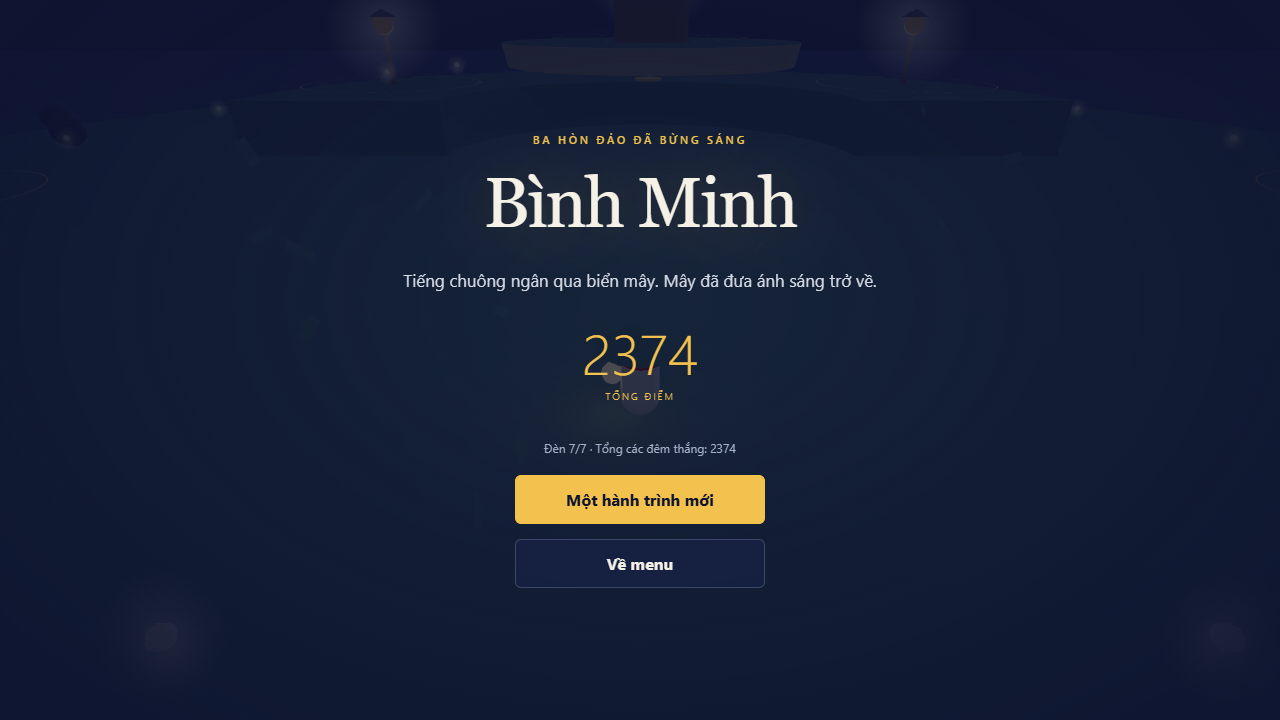 BA HÒN ĐẢO ĐÃ BỪNG SÁNG
Bình Minh
Tiếng chuông ngân qua biển mây. Mây đã đưa ánh sáng trở về.
2374
TỔNG ĐIỂM
Đèn 7/7 · Tổng các đêm thắng: 2374
Một hành trình mới
Về menu